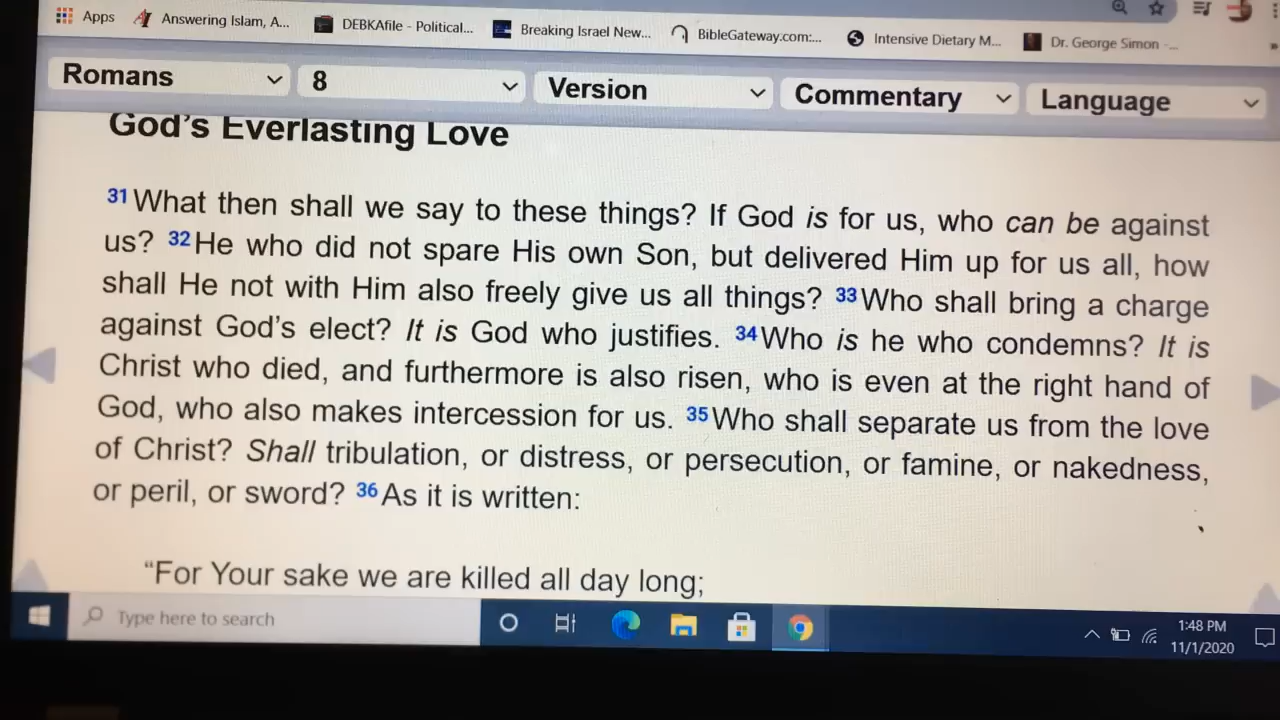 Apps Answering Islam, A... DEBKAfile - Political... Breaking Israel New... BibleGateway.com:... Intensive Dietary M... Dr. George Simon -...
Romans 8 Version Commentary Language
God's Everlasting Love
31 What then shall we say to these things? If God is for us, who can be against
us? 32 He who did not spare His own Son, but delivered Him up for us all, how
shall He not with Him also freely give us all things? 33 Who shall bring a charge
against God's elect? It is God who justifies. 34 Who is he who condemns? It is
Christ who died, and furthermore is also risen, who is even at the right hand of
God, who also makes intercession for us. 35 Who shall separate us from the love
of Christ? Shall tribulation, or distress, or persecution, or famine, or nakedness,
or peril, or sword? 36 As it is written:
“For Your sake we are killed all day long;
Type here to search
1:48 PM
11/1/2020